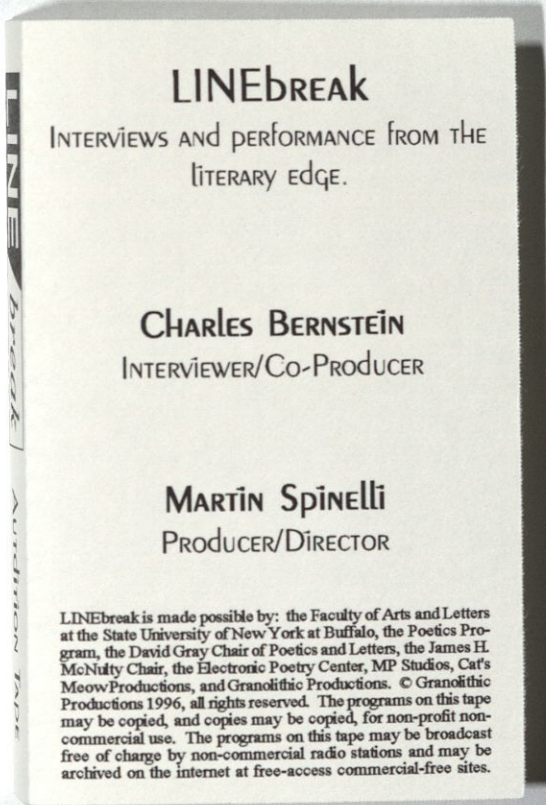 LINEbreak
Interviews and performance from the
literary edge.
Charles Bernstein
Interviewer/Co-Producer
Martin Spinelli
Producer/Director
LINEbreak is made possible by: the Faculty of Arts and Letters
at the State University of New York at Buffalo, the Poetics Pro-
gram, the David Gray Chair of Poetics and Letters, the James H.
McNulty Chair, the Electronic Poetry Center, MP Studios, Cat's
Meow Productions, and Granolithic Productions. © Granolithic
Productions 1996, all rights reserved. The programs on this tape
may be copied, and copies may be copied, for non-profit non-
commercial use. The programs on this tape may be broadcast
free of charge by non-commercial radio stations and may be
archived on the internet at free-access commercial-free sites.
LINE break Audition Tape